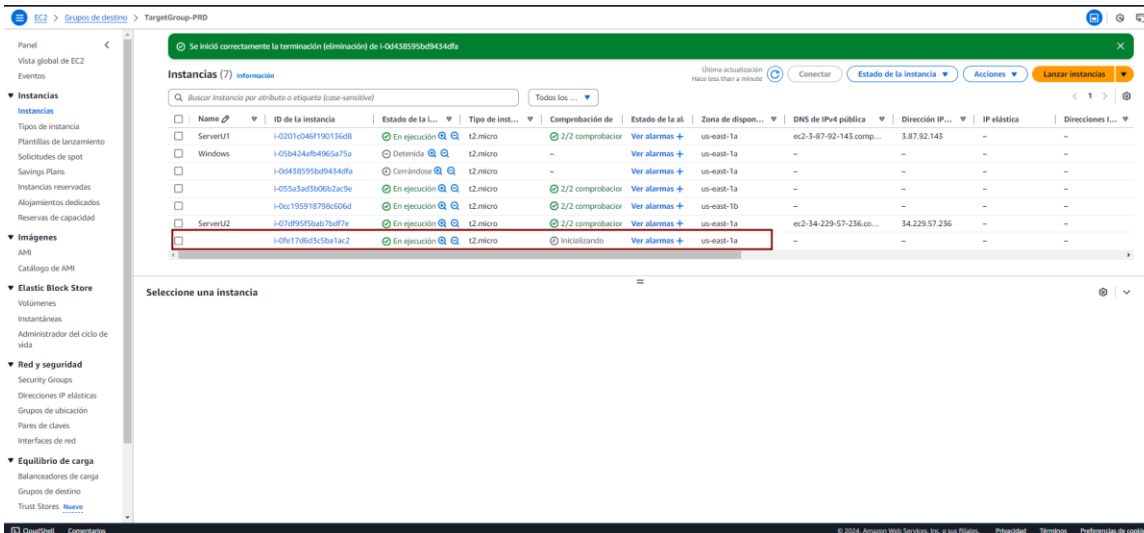 EC2 > Grupos de destino > TargetGroup-PRD
Panel
Vista global de EC2
Eventos
Instancias
Instancias
Tipos de instancia
Plantillas de lanzamiento
Solicitudes de spot
Savings Plans
Instancias reservadas
Alojamientos dedicados
Reservas de capacidad
Imágenes
AMI
Catálogo de AMI
Elastic Block Store
Volúmenes
Instantáneas
Administrador del ciclo de
vida
Red y seguridad
Security Groups
Direcciones IP elásticas
Grupos de ubicación
Pares de claves
Interfaces de red
Equilibrio de carga
Balanceadores de carga
Grupos de destino
Trust Stores Nuevo
Se inició correctamente la terminación (eliminación) de i-0d438595bd9434dfa
Instancias (7) Información
Última actualización
Hace less than a minute
Conectar
Estado de la instancia
Acciones
Lanzar instancias
Buscar Instancia por atributo o etiqueta (case-sensitive)
Todos los ...
1
Name ID de la instancia Estado de la i... Tipo de inst... Comprobación de Estado de la al Zona de dispon... DNS de IPv4 pública Dirección IP... IP elástica Direcciones I...
ServerU1 i-0201c046f190136d8 En ejecución t2.micro 2/2 comprobacior Ver alarmas + us-east-1a ec2-3-87-92-143.comp... 3.87.92.143 – –
Windows i-05b424afb4965a75a Detenida t2.micro – Ver alarmas + us-east-1a – – – –
i-0d438595bd9434dfa Cerrándose t2.micro – Ver alarmas + us-east-1a – – – –
i-055a3ad3b06b2ac9e En ejecución t2.micro 2/2 comprobacior Ver alarmas + us-east-1a – – – –
i-0cc195918798c606d En ejecución t2.micro 2/2 comprobacior Ver alarmas + us-east-1b – – – –
ServerU2 i-07df95f5bab7bdf7e En ejecución t2.micro 2/2 comprobacior Ver alarmas + us-east-1a ec2-34-229-57-236.co... 34.229.57.236 – –
i-0fe17d6d3c5ba1ac2 En ejecución t2.micro Inicializando Ver alarmas + us-east-1a – – – –
Seleccione una instancia
CloudShell Comentarios
© 2024, Amazon Web Services, Inc. o sus filiales. Privacidad Términos Preferencias de cookie